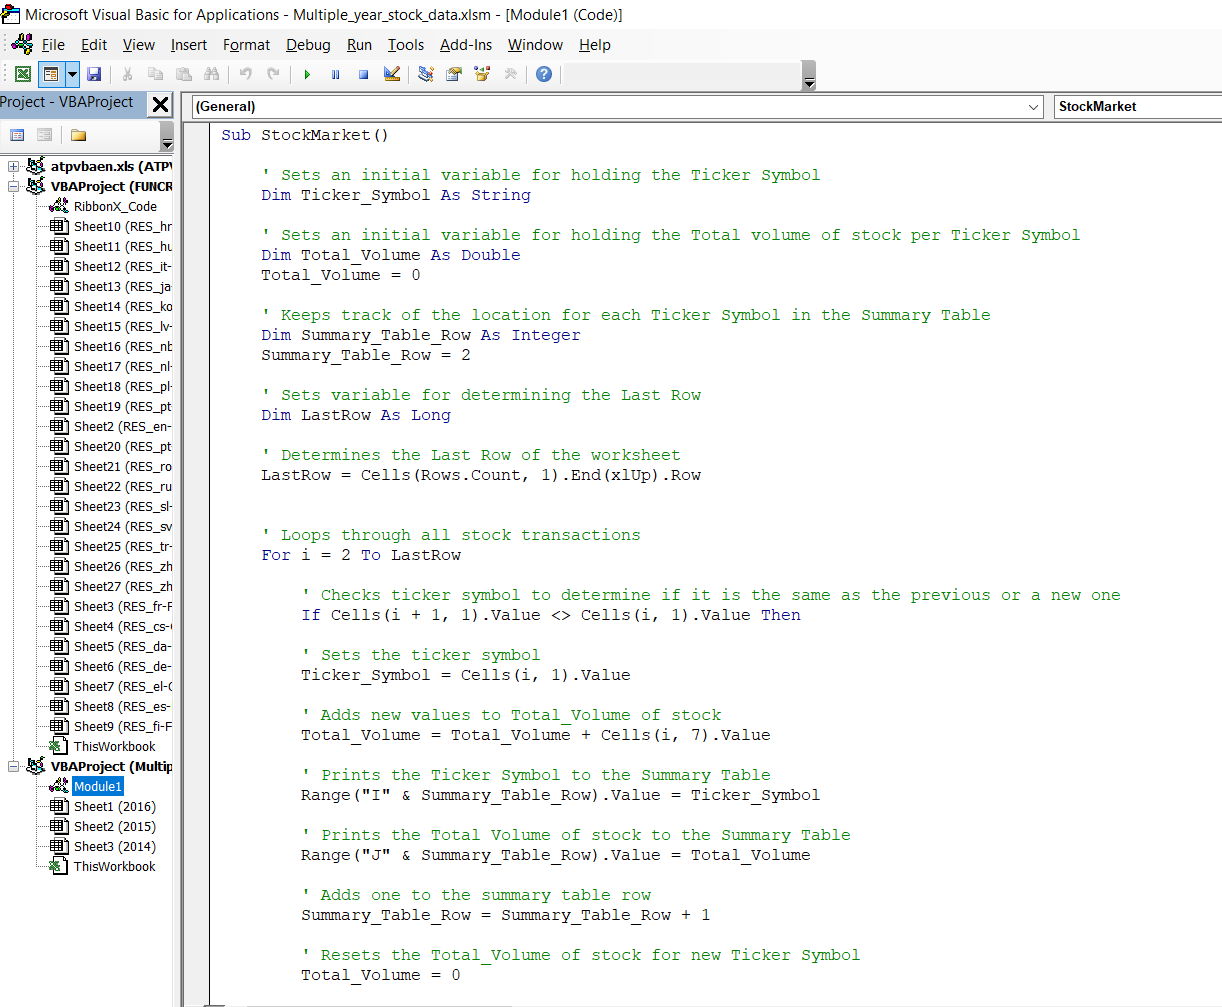 Microsoft Visual Basic for Applications - Multiple_year_stock_data.xlsm - [Module1 (Code)]
File Edit View Insert Format Debug Run Tools Add-Ins Window Help
Project - VBAProject
(General)
StockMarket
atpvbaen.xls (ATPV
VBAProject (FUNCR
RibbonX_Code
Sheet10 (RES_hr
Sheet11 (RES_hu
Sheet12 (RES_it-
Sheet13 (RES_ja
Sheet14 (RES_ko
Sheet15 (RES_lv-
Sheet16 (RES_nb
Sheet17 (RES_nl-
Sheet18 (RES_pl-
Sheet19 (RES_pt
Sheet2 (RES_en-
Sheet20 (RES_pt
Sheet21 (RES_ro
Sheet22 (RES_ru
Sheet23 (RES_sl-
Sheet24 (RES_sv
Sheet25 (RES_tr-
Sheet26 (RES_zh
Sheet27 (RES_zh
Sheet3 (RES_fr-F
Sheet4 (RES_cs-
Sheet5 (RES_da-
Sheet6 (RES_de-
Sheet7 (RES_el-
Sheet8 (RES_es-
Sheet9 (RES_fi-F
ThisWorkbook
VBAProject (Multip
Module1
Sheet1 (2016)
Sheet2 (2015)
Sheet3 (2014)
ThisWorkbook
Sub StockMarket()
' Sets an initial variable for holding the Ticker Symbol
Dim Ticker_Symbol As String
' Sets an initial variable for holding the Total volume of stock per Ticker Symbol
Dim Total_Volume As Double
Total_Volume = 0
' Keeps track of the location for each Ticker Symbol in the Summary Table
Dim Summary_Table_Row As Integer
Summary_Table_Row = 2
' Sets variable for determining the Last Row
Dim LastRow As Long
' Determines the Last Row of the worksheet
LastRow = Cells(Rows.Count, 1).End(xlUp).Row
' Loops through all stock transactions
For i = 2 To LastRow
' Checks ticker symbol to determine if it is the same as the previous or a new one
If Cells(i + 1, 1).Value <> Cells(i, 1).Value Then
' Sets the ticker symbol
Ticker_Symbol = Cells(i, 1).Value
' Adds new values to Total_Volume of stock
Total_Volume = Total_Volume + Cells(i, 7).Value
' Prints the Ticker Symbol to the Summary Table
Range("I" & Summary_Table_Row).Value = Ticker_Symbol
' Prints the Total Volume of stock to the Summary Table
Range("J" & Summary_Table_Row).Value = Total_Volume
' Adds one to the summary table row
Summary_Table_Row = Summary_Table_Row + 1
' Resets the Total_Volume of stock for new Ticker Symbol
Total_Volume = 0